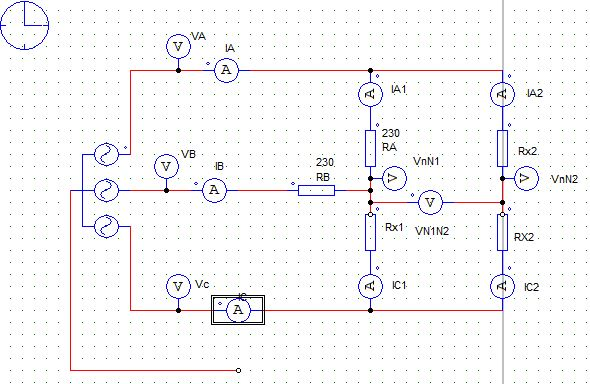 VA
V
IA
A
A
IA1
A
IA2
230
RA
Rx2
VB
V
IB
A
230
RB
VnN1
V
V
VnN2
V
VN1N2
Rx1
RX2
Vc
V
IC
A
A
IC1
A
IC2